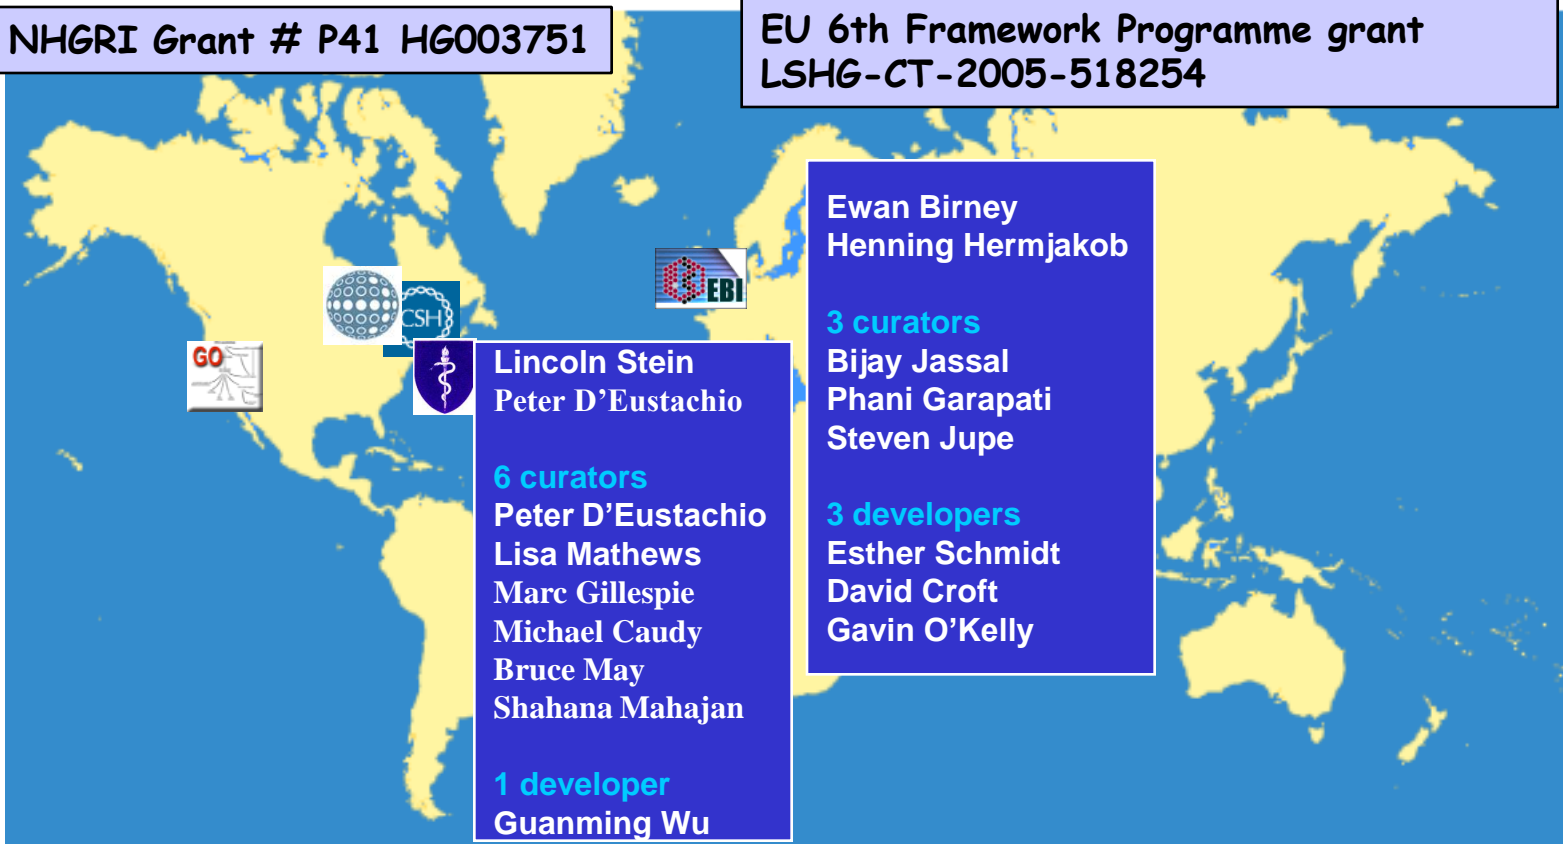 NHGRI Grant # P41 HG003751
EU 6th Framework Programme grant
LSHG-CT-2005-518254
EBI
CSH
GO
Lincoln Stein
Peter D’Eustachio
6 curators
Peter D’Eustachio
Lisa Mathews
Marc Gillespie
Michael Caudy
Bruce May
Shahana Mahajan
1 developer
Guanming Wu
Ewan Birney
Henning Hermjakob
3 curators
Bijay Jassal
Phani Garapati
Steven Jupe
3 developers
Esther Schmidt
David Croft
Gavin O’Kelly